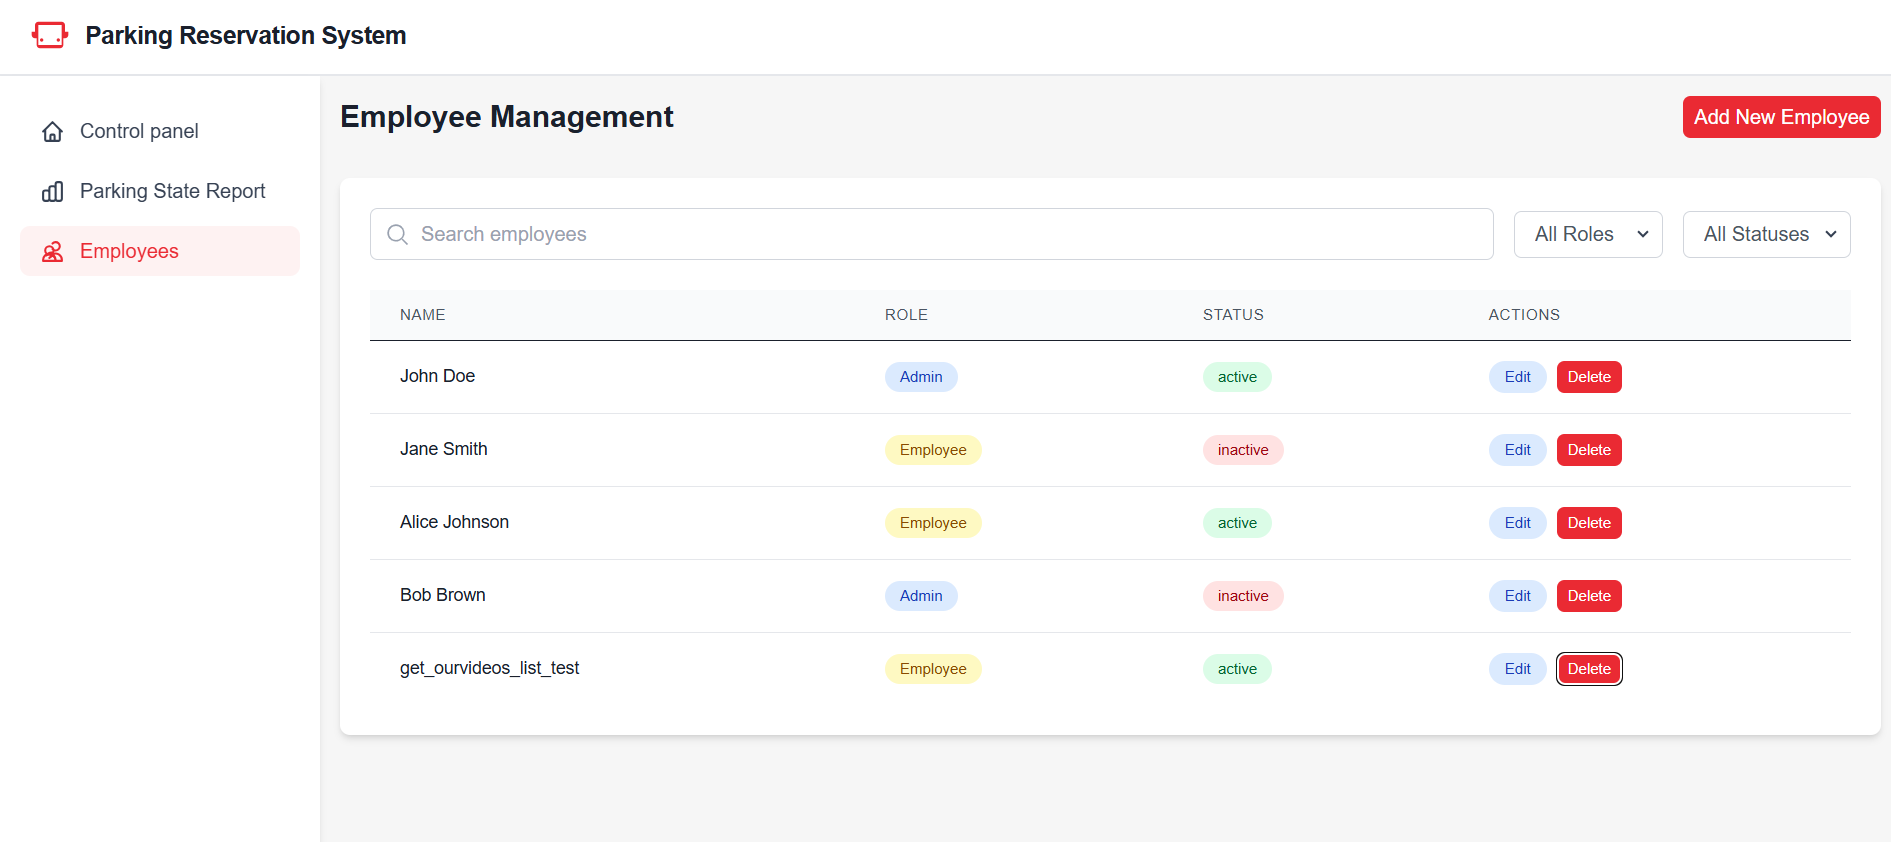 Parking Reservation System
Control panel
Parking State Report
Employees
Employee Management
Add New Employee
Search employees
All Roles
All Statuses
NAME ROLE STATUS ACTIONS
John Doe Admin active Edit Delete
Jane Smith Employee inactive Edit Delete
Alice Johnson Employee active Edit Delete
Bob Brown Admin inactive Edit Delete
get_ourvideos_list_test Employee active Edit Delete